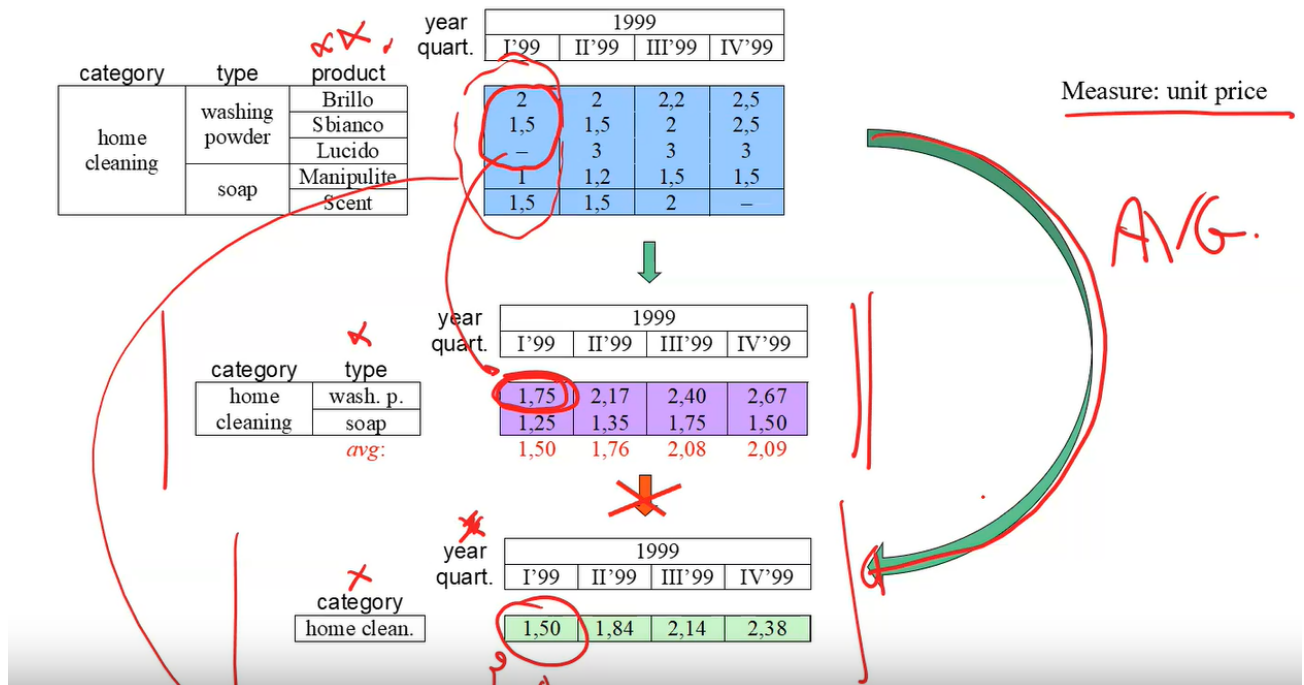 year 1999
quart. I'99 II'99 III'99 IV'99
category type product
home cleaning washing powder Brillo 2 2 2,2 2,5
Sbianco 1,5 1,5 2 2,5
Lucido – 3 3 3
soap Manipulite 1 1,2 1,5 1,5
Scent 1,5 1,5 2 –
Measure: unit price
AVG.
year 1999
quart. I'99 II'99 III'99 IV'99
category type
home cleaning wash. p. 1,75 2,17 2,40 2,67
soap 1,25 1,35 1,75 1,50
avg: 1,50 1,76 2,08 2,09
year 1999
quart. I'99 II'99 III'99 IV'99
category
home clean. 1,50 1,84 2,14 2,38